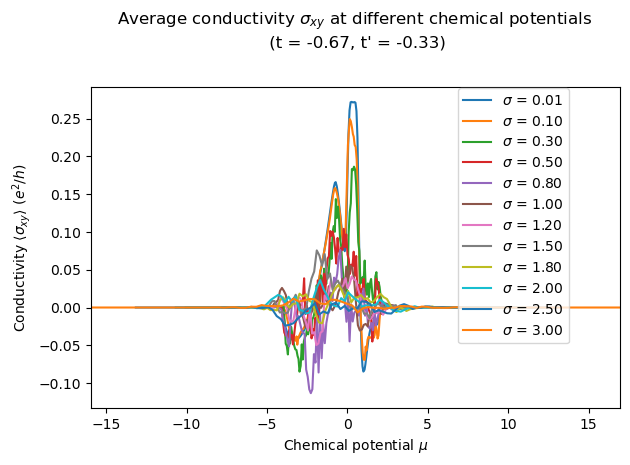 Average conductivity σxy at different chemical potentials
(t = -0.67, t' = -0.33)
Conductivity ⟨σxy⟩ (e²/h)
0.25
0.20
0.15
0.10
0.05
0.00
−0.05
−0.10
σ = 0.01
σ = 0.10
σ = 0.30
σ = 0.50
σ = 0.80
σ = 1.00
σ = 1.20
σ = 1.50
σ = 1.80
σ = 2.00
σ = 2.50
σ = 3.00
−15 −10 −5 0 5 10 15
Chemical potential μ